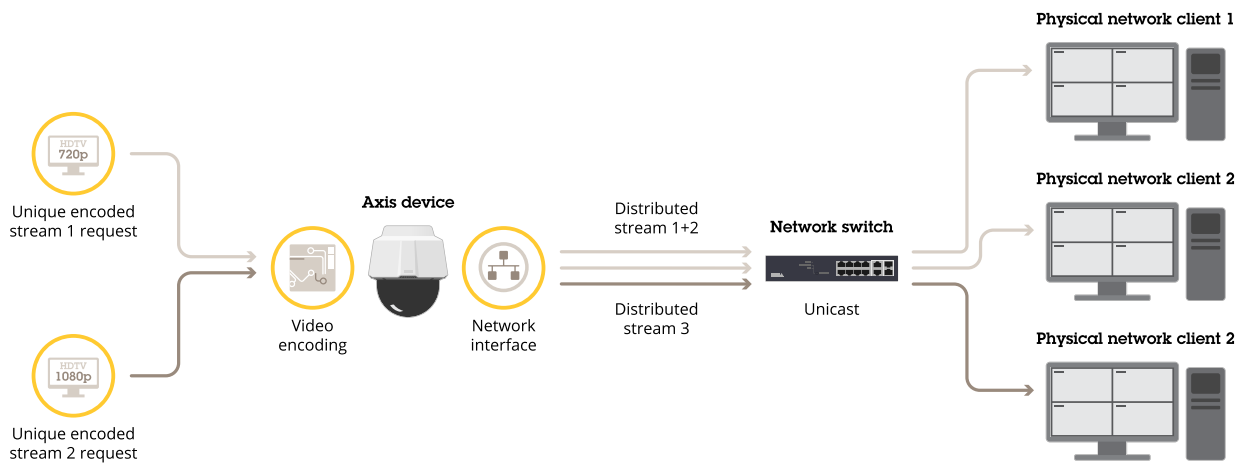 Physical network client 1
HDTV
720p
Unique encoded
stream 1 request
Axis device
Distributed
stream 1+2
Network switch
Physical network client 2
Video
encoding
Network
interface
Distributed
stream 3
Unicast
Physical network client 2
HDTV
1080p
Unique encoded
stream 2 request